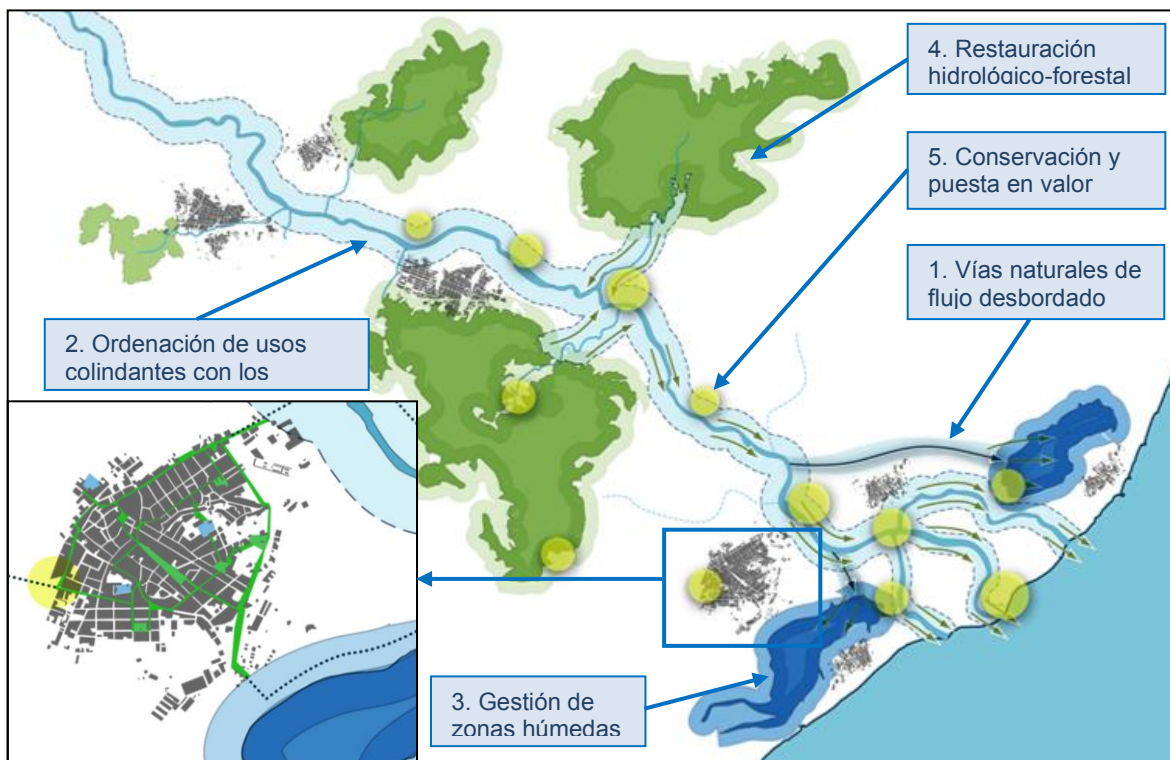 4. Restauración
hidrológico-forestal
5. Conservación y
puesta en valor
1. Vías naturales de
flujo desbordado
2. Ordenación de usos
colindantes con los
3. Gestión de
zonas húmedas